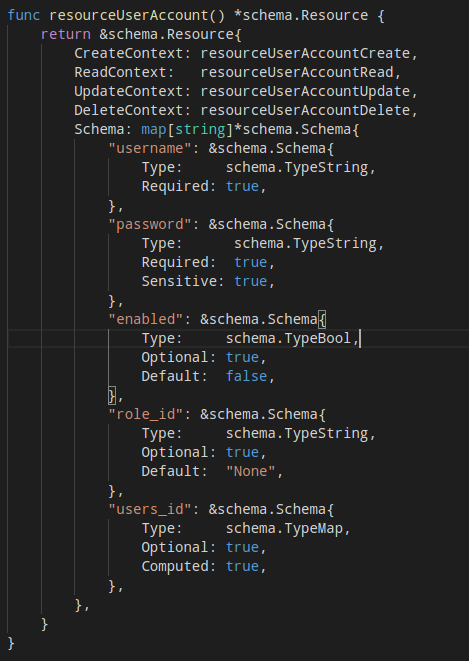 func resourceUserAccount() *schema.Resource {
    return &schema.Resource{
        CreateContext: resourceUserAccountCreate,
        ReadContext:   resourceUserAccountRead,
        UpdateContext: resourceUserAccountUpdate,
        DeleteContext: resourceUserAccountDelete,
        Schema: map[string]*schema.Schema{
            "username": &schema.Schema{
                Type:     schema.TypeString,
                Required: true,
            },
            "password": &schema.Schema{
                Type:      schema.TypeString,
                Required:  true,
                Sensitive: true,
            },
            "enabled": &schema.Schema{
                Type:     schema.TypeBool,
                Optional: true,
                Default:  false,
            },
            "role_id": &schema.Schema{
                Type:     schema.TypeString,
                Optional: true,
                Default:  "None",
            },
            "users_id": &schema.Schema{
                Type:     schema.TypeMap,
                Optional: true,
                Computed: true,
            },
        },
    }
}